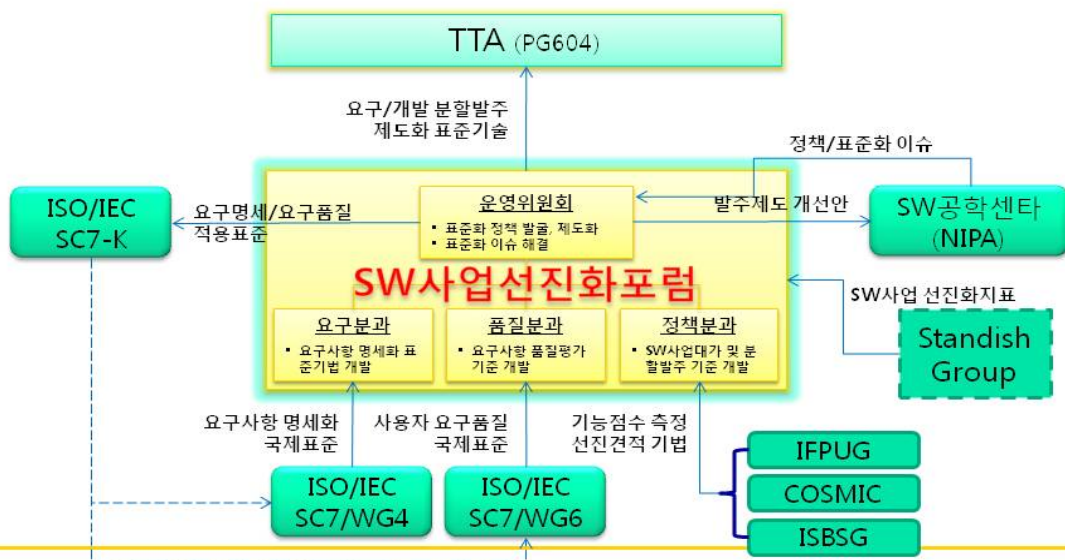 TTA (PG604)
요구/개발 분할발주
제도화 표준기술
정책/표준화 이슈
ISO/IEC
SC7-K
요구명세/요구품질
적용표준
운영위원회
▪ 표준화 정책 발굴, 제도화
▪ 표준화 이슈 해결
발주제도 개선안
SW공학센타
(NIPA)
SW사업선진화포럼
SW사업 선진화지표
Standish
Group
요구분과
▪ 요구사항 명세화 표
준기법 개발
품질분과
▪ 요구사항 품질평가
기준 개발
정책분과
▪ SW사업대가 및 분
할발주 기준 개발
요구사항 명세화
국제표준
사용자 요구품질
국제표준
기능점수 측정
선진견적 기법
ISO/IEC
SC7/WG4
ISO/IEC
SC7/WG6
IFPUG
COSMIC
ISBSG